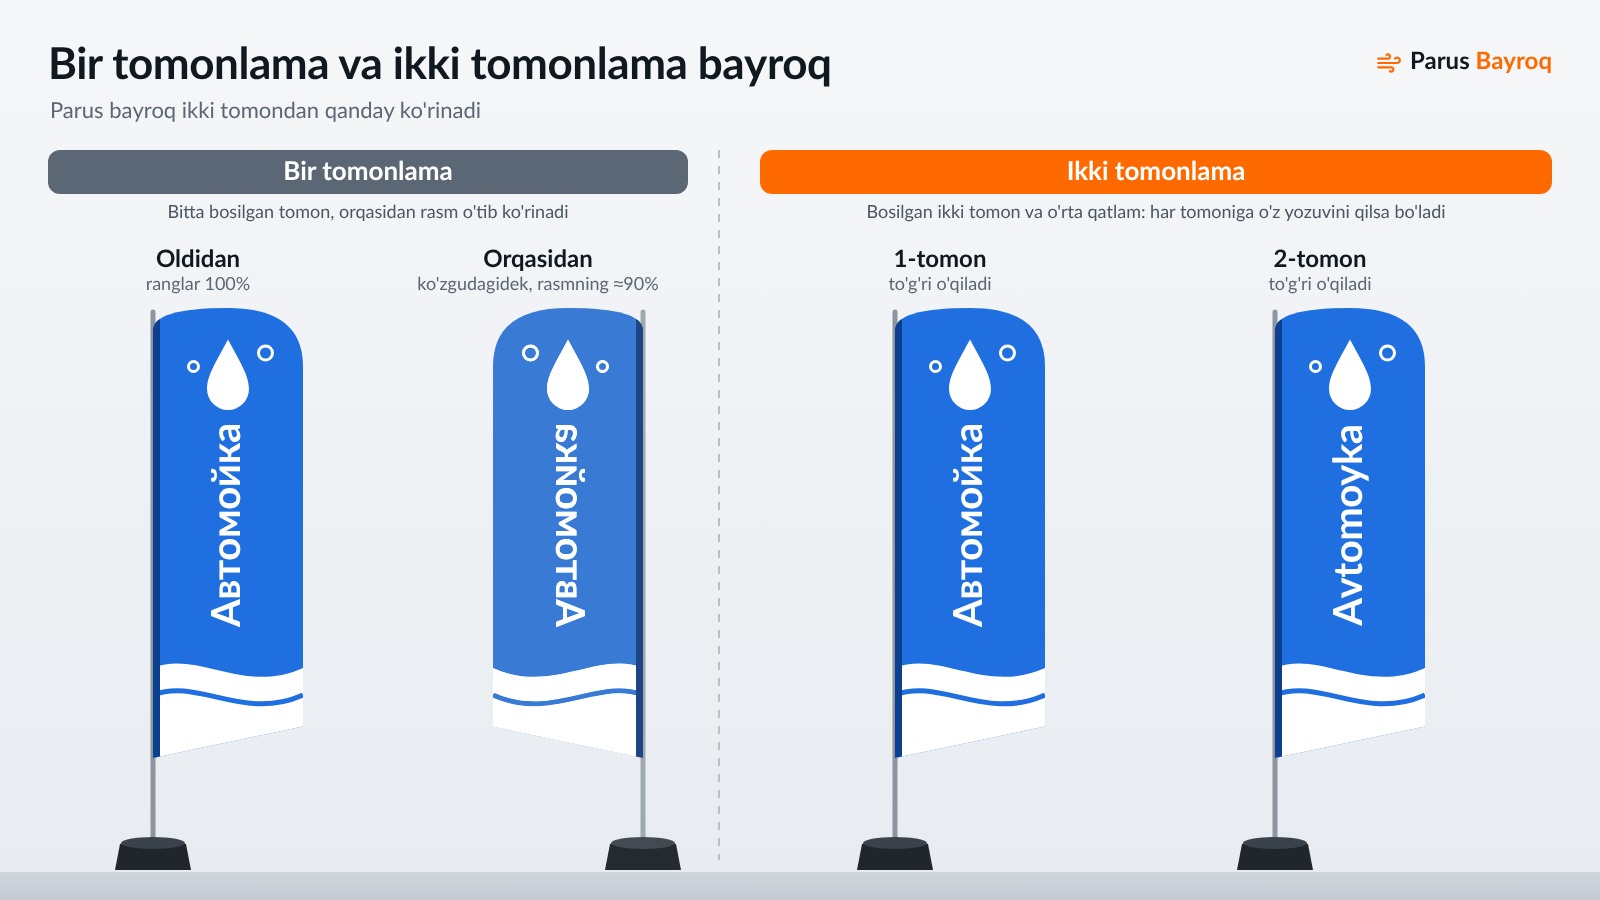 Bir tomonlama va ikki tomonlama bayroq
Parus Bayroq
Parus bayroq ikki tomondan qanday ko'rinadi
Bir tomonlama
Bitta bosilgan tomon, orqasidan rasm o'tib ko'rinadi
Oldidan
ranglar 100%
Автомойка
Orqasidan
ko'zgudagidek, rasmning ≈90%
Автомойка
Ikki tomonlama
Bosilgan ikki tomon va o'rta qatlam: har tomoniga o'z yozuvini qilsa bo'ladi
1-tomon
to'g'ri o'qiladi
Автомойка
2-tomon
to'g'ri o'qiladi
Avtomoyka